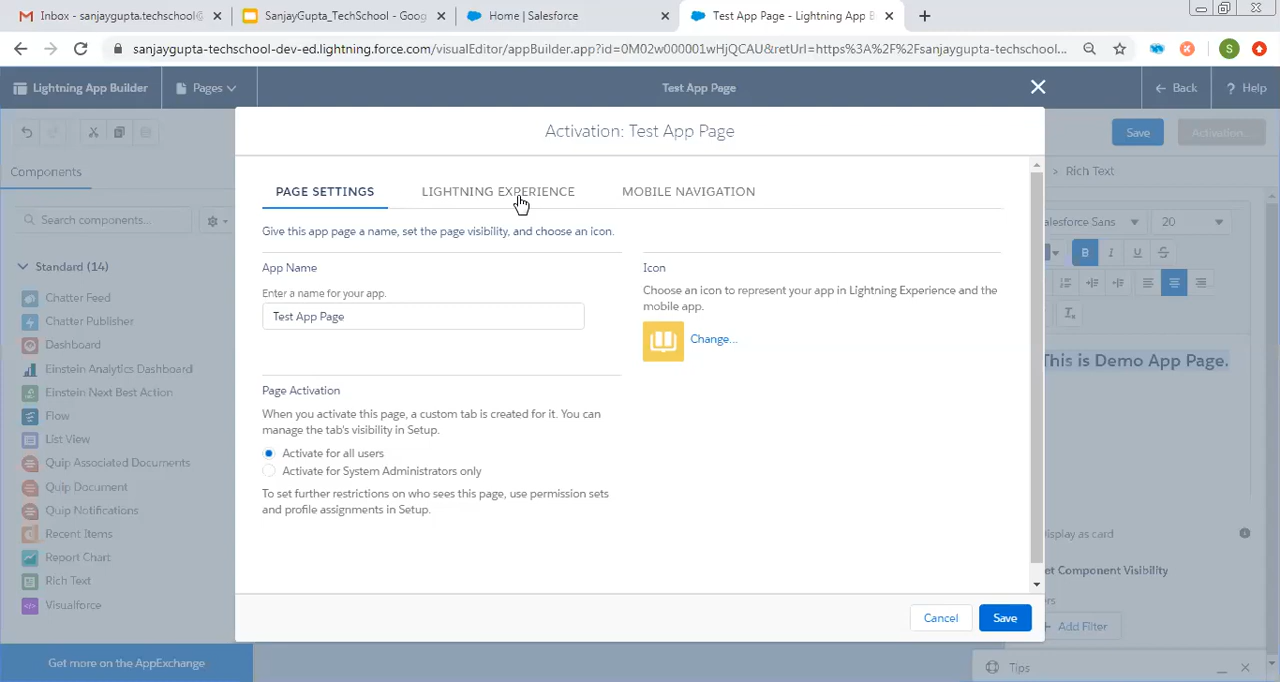 Inbox - sanjaygupta.techschool@
SanjayGupta_TechSchool - Goog
Home | Salesforce
Test App Page - Lightning App B
sanjaygupta-techschool-dev-ed.lightning.force.com/visualEditor/appBuilder.app?id=0M02w000001wHjQCAU&retUrl=https%3A%2F%2Fsanjaygupta-techschool...
S
Lightning App Builder
Pages
Test App Page
Back
? Help
Activation: Test App Page
Save
Activation...
Components
> Rich Text
PAGE SETTINGS
LIGHTNING EXPERIENCE
MOBILE NAVIGATION
Search components...
alesforce Sans
20
Give this app page a name, set the page visibility, and choose an icon.
B I U S
Standard (14)
App Name
Icon
Enter a name for your app.
Choose an icon to represent your app in Lightning Experience and the
mobile app.
Test App Page
Change...
Chatter Feed
Chatter Publisher
Dashboard
Einstein Analytics Dashboard
Einstein Next Best Action
Flow
List View
Quip Associated Documents
Quip Document
Quip Notifications
Recent Items
Report Chart
Rich Text
Visualforce
Tx
This is Demo App Page.
Page Activation
When you activate this page, a custom tab is created for it. You can
manage the tab's visibility in Setup.
Activate for all users
Activate for System Administrators only
To set further restrictions on who sees this page, use permission sets
and profile assignments in Setup.
isplay as card
et Component Visibility
rs
+ Add Filter
Cancel
Save
Get more on the AppExchange
Tips